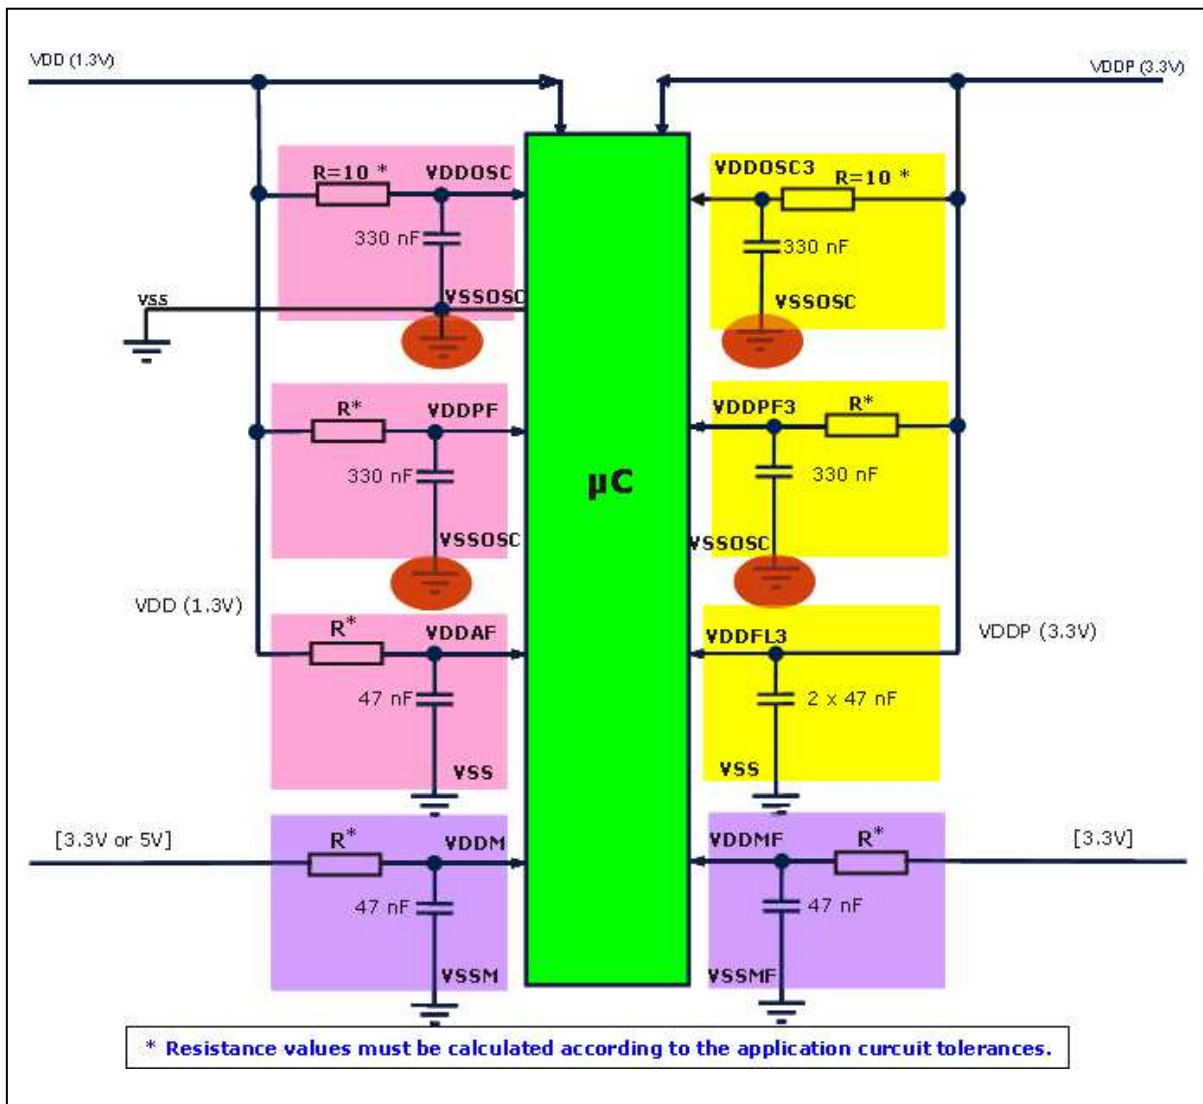 VDD (1.3V)
VDDP (3.3V)
R=10 *
VDDOSC
VDDOSC3
R=10 *
330 nF
330 nF
VSS
VSSOSC
VSSOSC
R*
VDDPF
VDDPF3
R*
330 nF
330 nF
µC
VSSOSC
VSSOSC
VDD (1.3V)
R*
VDDAF
VDDFL3
VDDP (3.3V)
47 nF
2 x 47 nF
VSS
VSS
[3.3V or 5V]
R*
VDDM
VDDMF
R*
[3.3V]
47 nF
47 nF
VSSM
VSSMF
* Resistance values must be calculated according to the application curcuit tolerances.